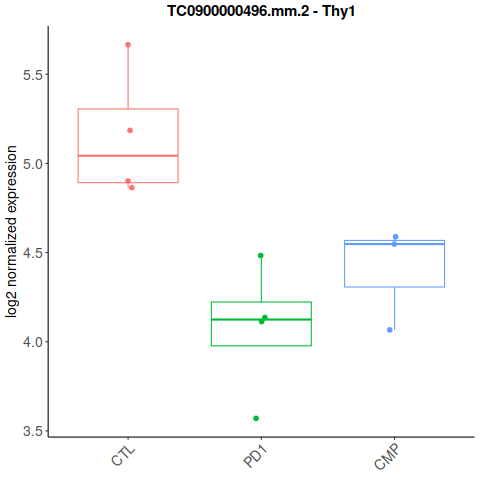 TC0900000496.mm.2 - Thy1
log2 normalized expression
5.5
5.0
4.5
4.0
3.5
CTL
PD1
CMP